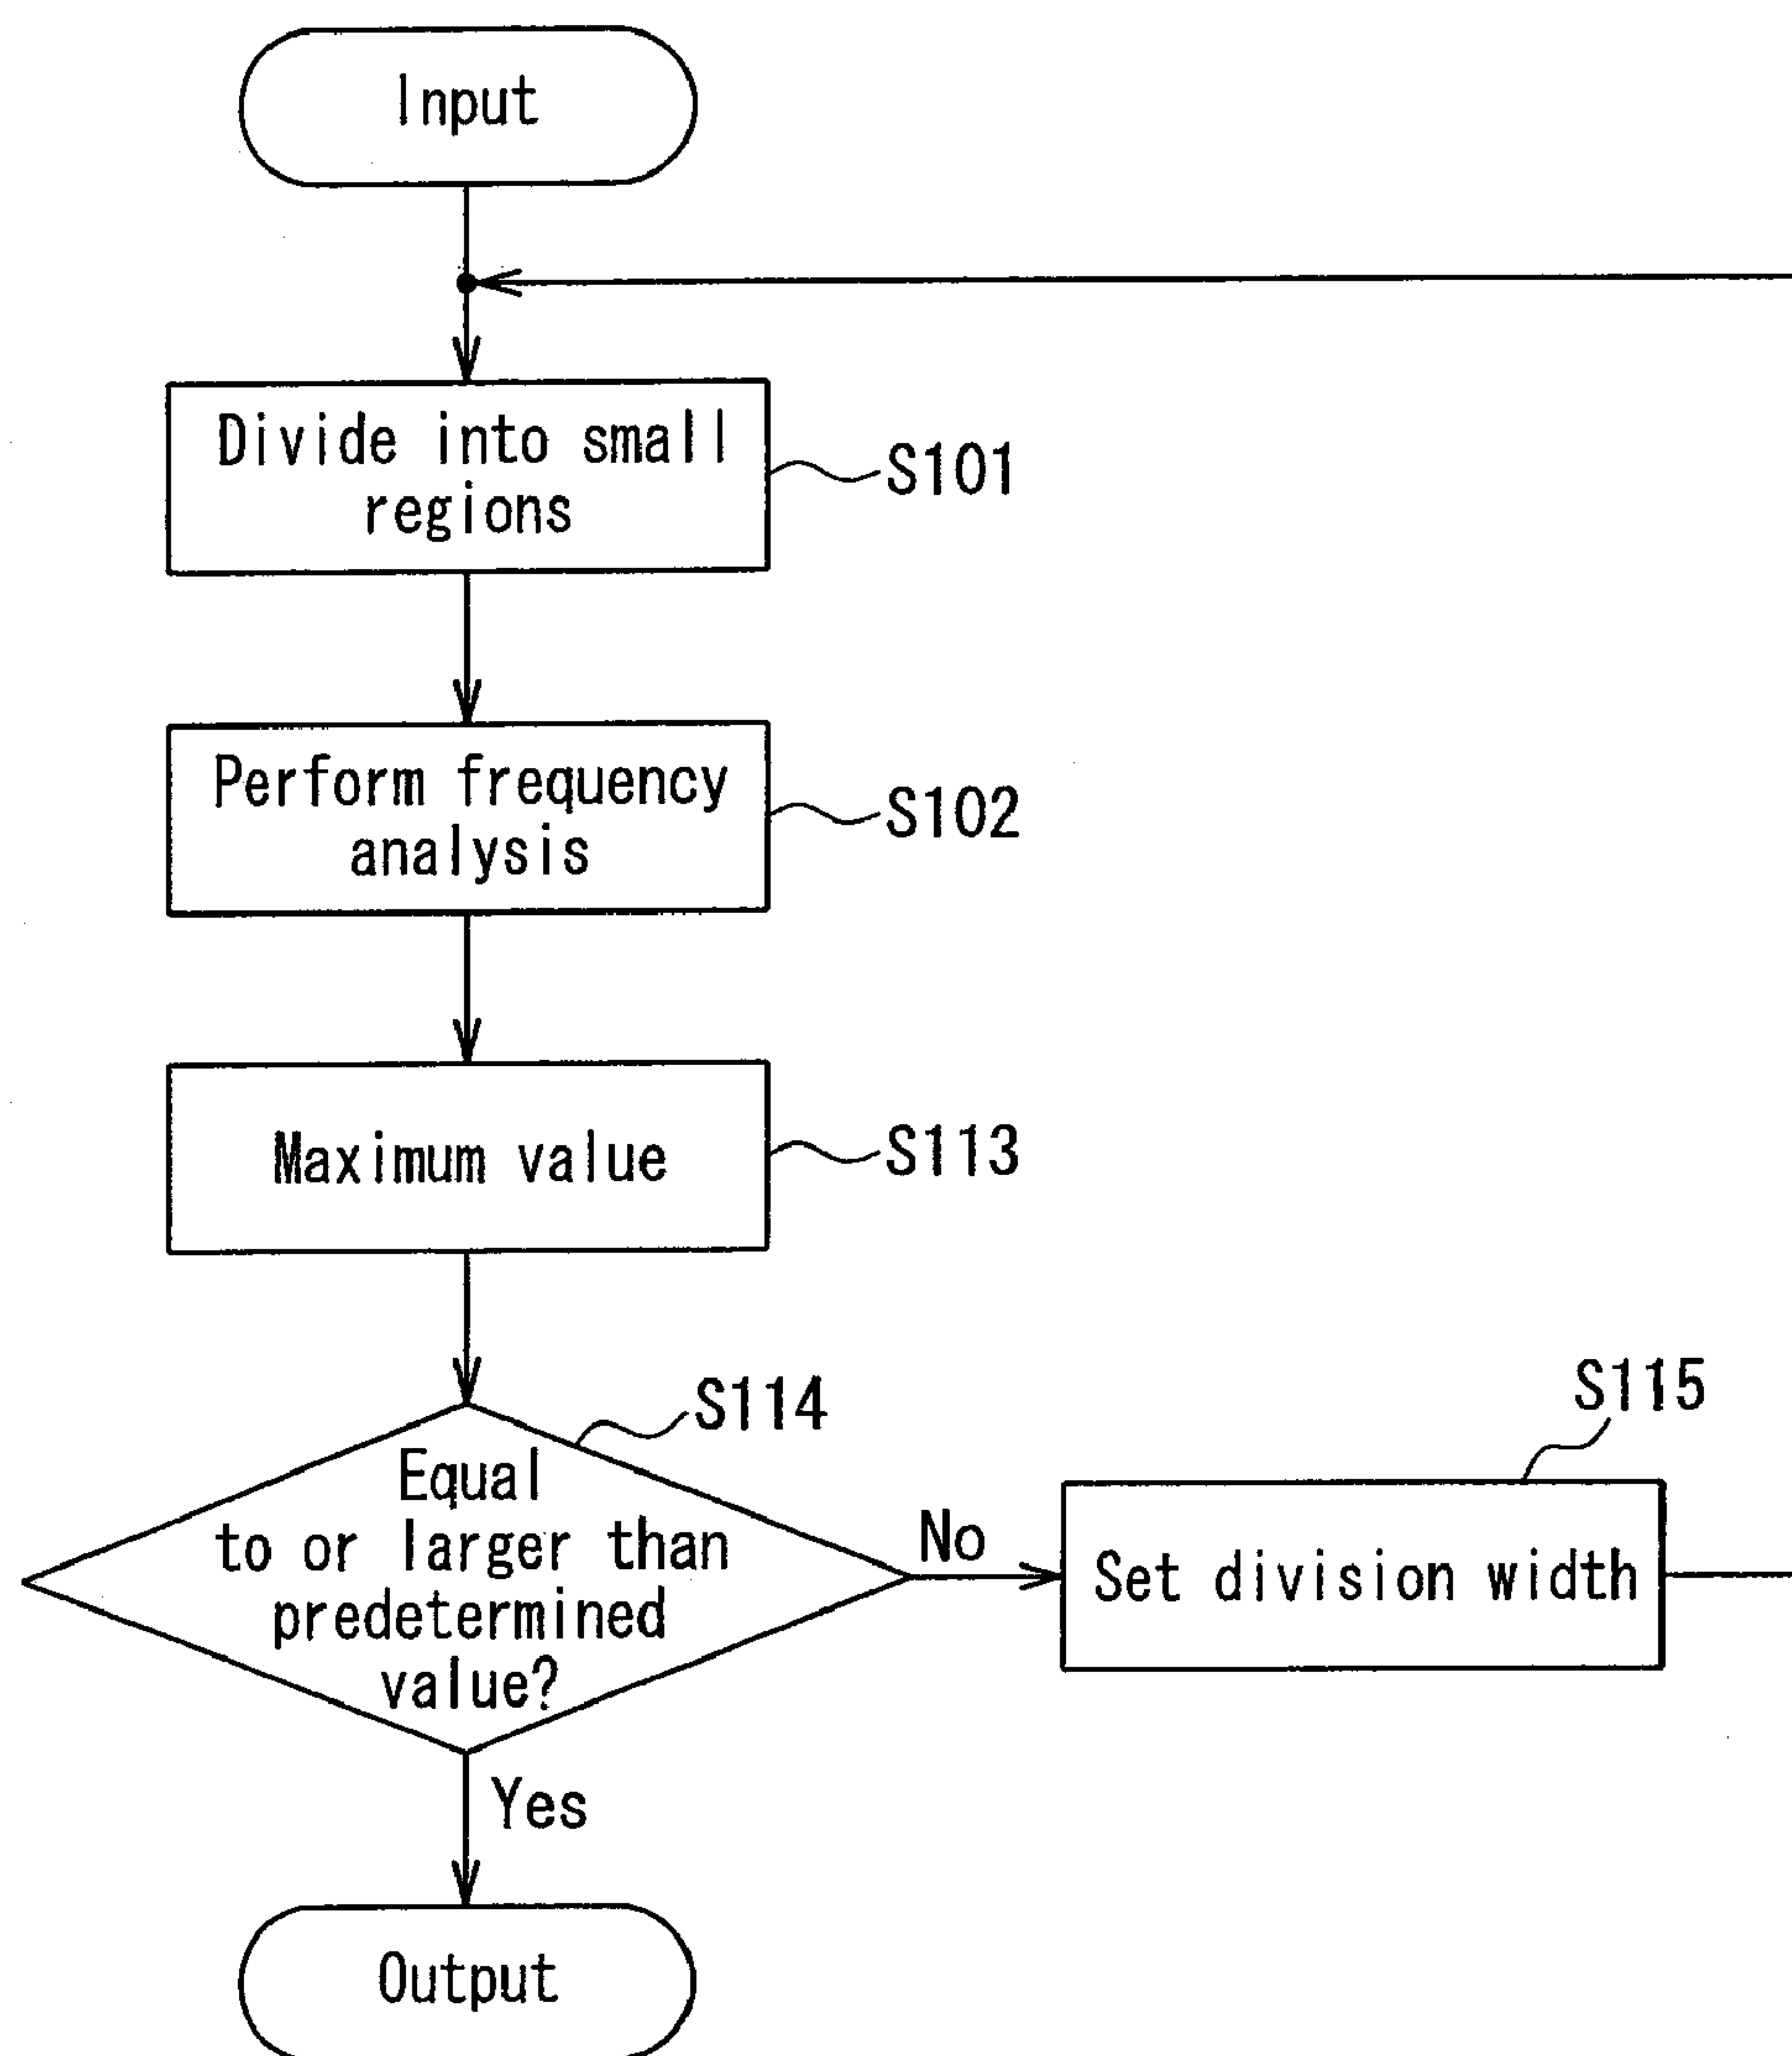 Input
Divide into small
regions
S101
Perform frequency
analysis
S102
Maximum value
S113
S114
Equal
to or larger than
predetermined
value?
No
S115
Set division width
Yes
Output